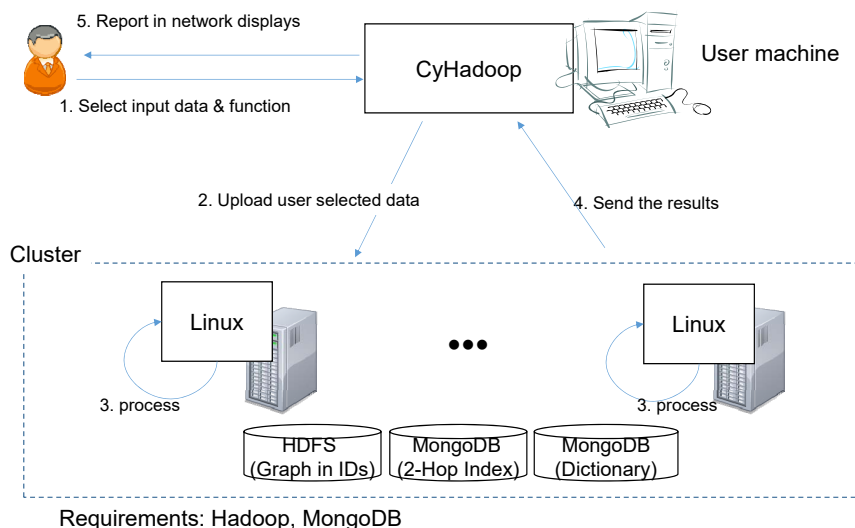 5. Report in network displays
CyHadoop
User machine
1. Select input data & function
2. Upload user selected data
4. Send the results
Cluster
Linux
Linux
3. process
3. process
HDFS
(Graph in IDs)
MongoDB
(2-Hop Index)
MongoDB
(Dictionary)
Requirements: Hadoop, MongoDB